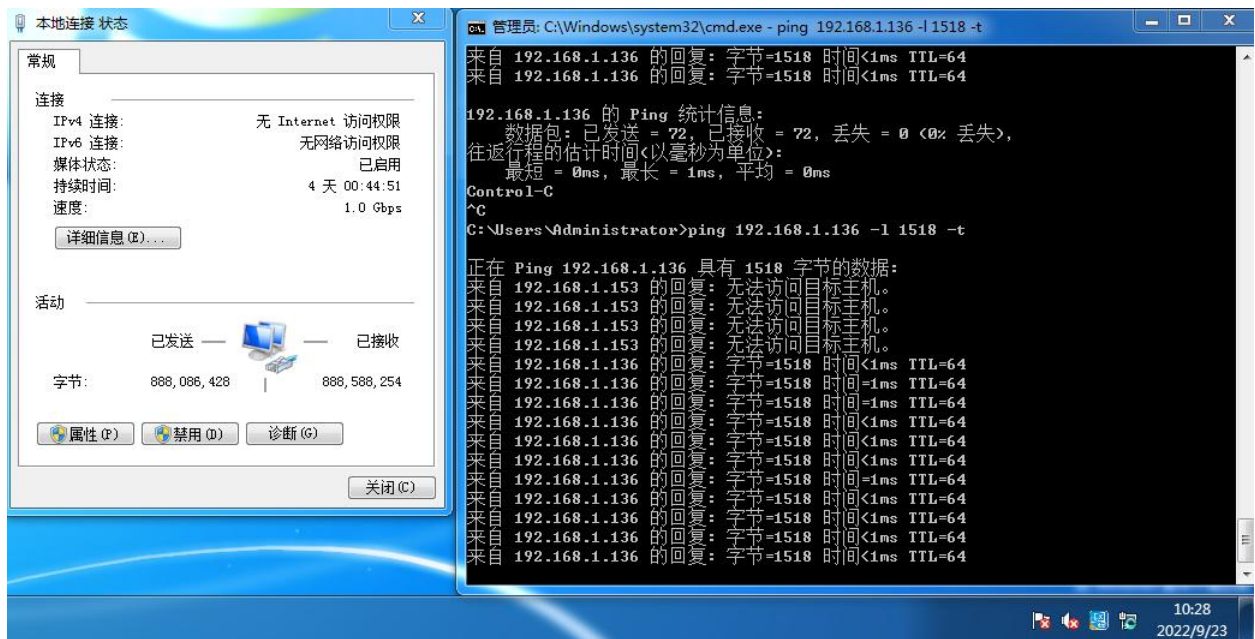 本地连接 状态
常规
连接
IPv4 连接: 无 Internet 访问权限
IPv6 连接: 无网络访问权限
媒体状态: 已启用
持续时间: 4 天 00:44:51
速度: 1.0 Gbps
详细信息(E)...
活动
已发送 — — 已接收
字节: 888,086,428 | 888,588,254
属性(P) 禁用(D) 诊断(G)
关闭(C)
管理员: C:\Windows\system32\cmd.exe - ping 192.168.1.136 -l 1518 -t
来自 192.168.1.136 的回复: 字节=1518 时间<1ms TTL=64
来自 192.168.1.136 的回复: 字节=1518 时间<1ms TTL=64
192.168.1.136 的 Ping 统计信息:
数据包: 已发送 = 72，已接收 = 72，丢失 = 0 (0% 丢失)，
往返行程的估计时间(以毫秒为单位):
最短 = 0ms，最长 = 1ms，平均 = 0ms
Control-C
^C
C:\Users\Administrator>ping 192.168.1.136 -l 1518 -t
正在 Ping 192.168.1.136 具有 1518 字节的数据:
来自 192.168.1.153 的回复: 无法访问目标主机。
来自 192.168.1.153 的回复: 无法访问目标主机。
来自 192.168.1.153 的回复: 无法访问目标主机。
来自 192.168.1.153 的回复: 无法访问目标主机。
来自 192.168.1.136 的回复: 字节=1518 时间<1ms TTL=64
来自 192.168.1.136 的回复: 字节=1518 时间=1ms TTL=64
来自 192.168.1.136 的回复: 字节=1518 时间=1ms TTL=64
来自 192.168.1.136 的回复: 字节=1518 时间<1ms TTL=64
来自 192.168.1.136 的回复: 字节=1518 时间<1ms TTL=64
来自 192.168.1.136 的回复: 字节=1518 时间<1ms TTL=64
来自 192.168.1.136 的回复: 字节=1518 时间=1ms TTL=64
来自 192.168.1.136 的回复: 字节=1518 时间<1ms TTL=64
来自 192.168.1.136 的回复: 字节=1518 时间<1ms TTL=64
来自 192.168.1.136 的回复: 字节=1518 时间<1ms TTL=64
来自 192.168.1.136 的回复: 字节=1518 时间<1ms TTL=64
10:28
2022/9/23